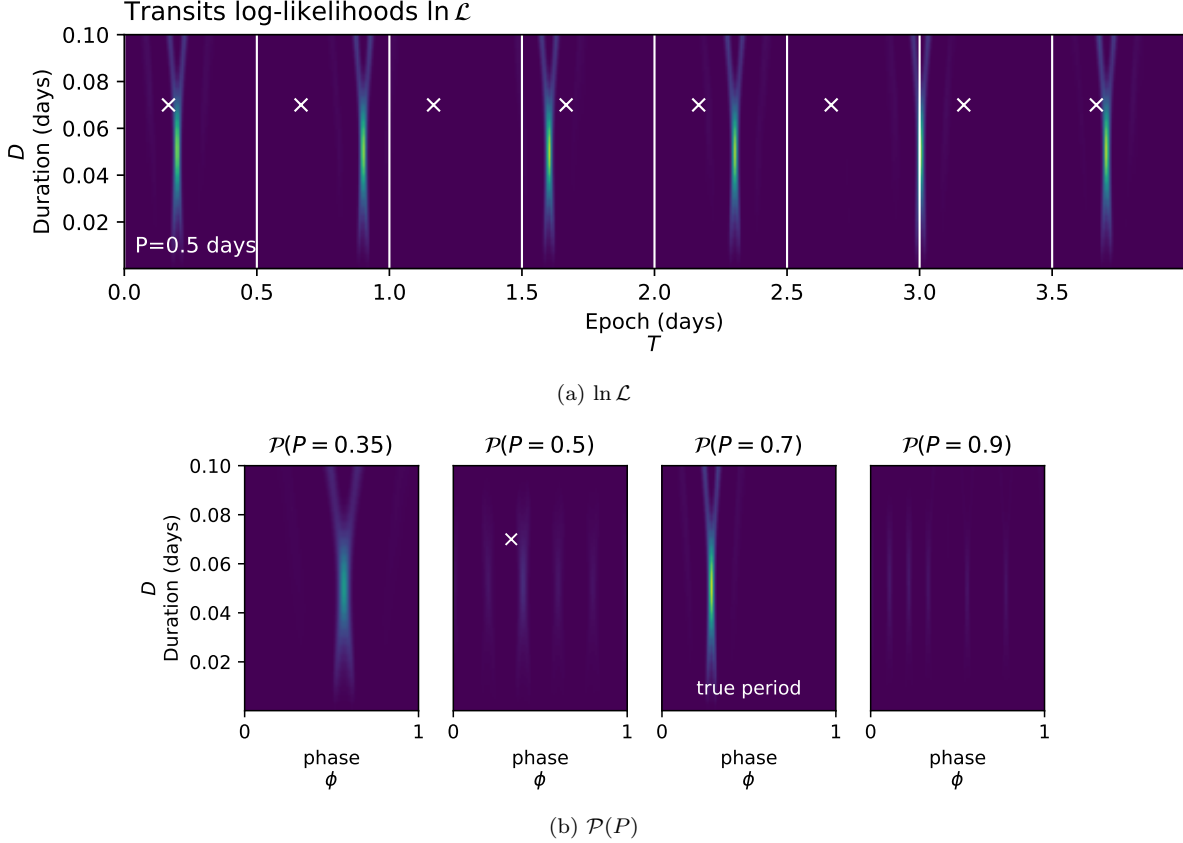 Transits log-likelihoods ln ℒ
D
Duration (days)
0.10
0.08
0.06
0.04
0.02
P=0.5 days
0.0 0.5 1.0 1.5 2.0 2.5 3.0 3.5
Epoch (days)
T
(a) ln ℒ
𝒫(P = 0.35) 𝒫(P = 0.5) 𝒫(P = 0.7) 𝒫(P = 0.9)
D
Duration (days)
0.10
0.08
0.06
0.04
0.02
true period
0 1 0 1 0 1 0 1
phase phase phase phase
ϕ ϕ ϕ ϕ
(b) 𝒫(P)